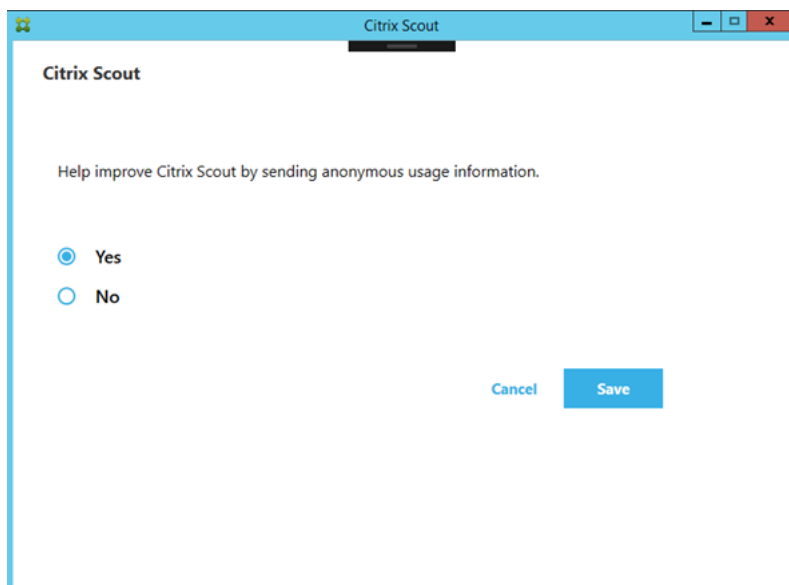 Citrix Scout
Citrix Scout
Help improve Citrix Scout by sending anonymous usage information.
Yes
No
Cancel
Save